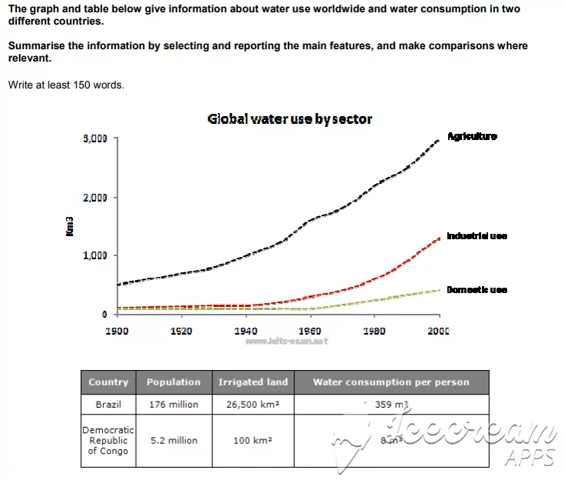 The graph and table below give information about water use worldwide and water consumption in two
different countries.
Summarise the information by selecting and reporting the main features, and make comparisons where
relevant.
Write at least 150 words.
Global water use by sector
3,000
Agriculture
2,000
Km3
Industrial use
1,000
Domestic use
0
1900 1920 1940 1960 1980 2000
www.ielts-exam.net
Country Population Irrigated land Water consumption per person
Brazil 176 million 26,500 km² 359 m³
Democratic
Republic 5.2 million 100 km² 8 m³
of Congo
Icecream
APPS